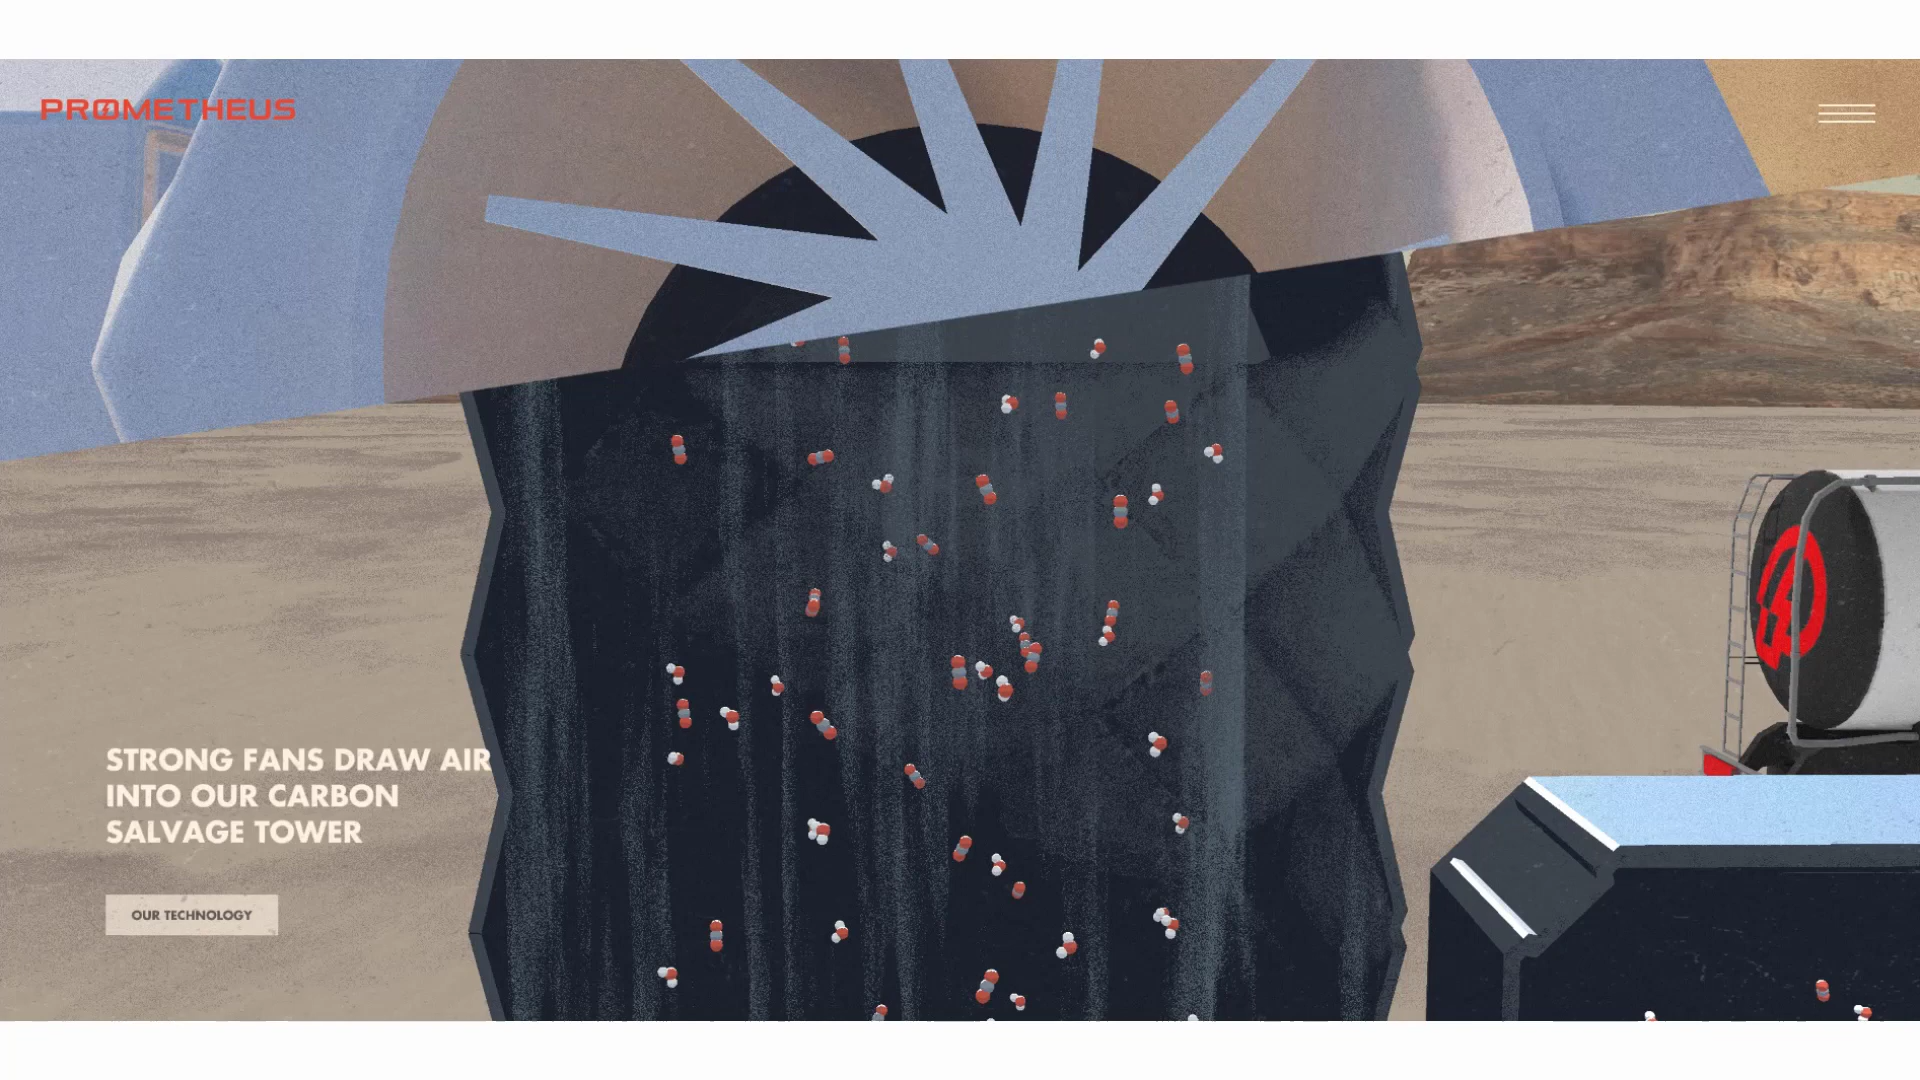 PROMETHEUS
STRONG FANS DRAW AIR
INTO OUR CARBON
SALVAGE TOWER
OUR TECHNOLOGY